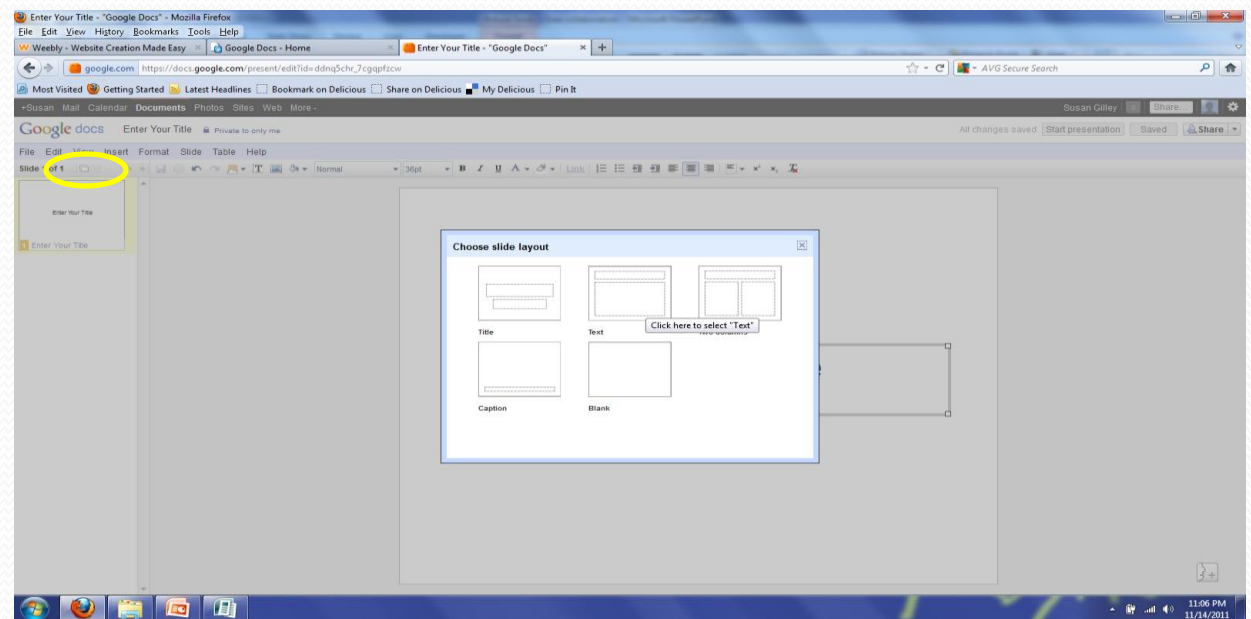 Enter Your Title - "Google Docs" - Mozilla Firefox
File Edit View History Bookmarks Tools Help
Weebly - Website Creation Made Easy Google Docs - Home Enter Your Title - "Google Docs"
google.com https://docs.google.com/present/edit?id=ddnq5chr_7cgqpfzcw AVG Secure Search
Most Visited Getting Started Latest Headlines Bookmark on Delicious Share on Delicious My Delicious Pin It
+Susan Mail Calendar Documents Photos Sites Web More Susan Gilley Share...
Google docs Enter Your Title Private to only me All changes saved Start presentation Saved Share
File Edit View Insert Format Slide Table Help
Slide 1 of 1 Normal 36pt B I U A Link
Enter Your Title
1 Enter Your Title
Choose slide layout
Title Text
Click here to select "Text"
Caption Blank
11:06 PM
11/14/2011